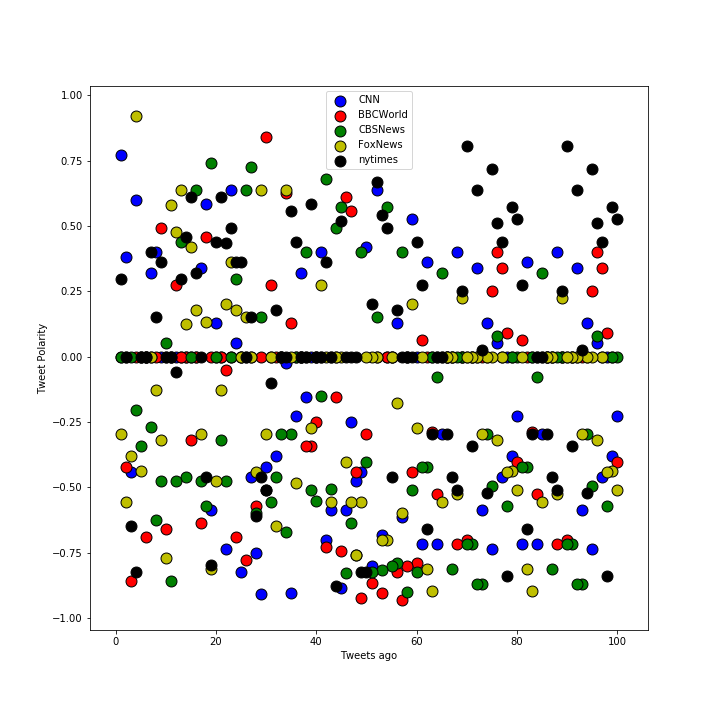 1.00
0.75
0.50
0.25
0.00
−0.25
−0.50
−0.75
−1.00
Tweet Polarity
CNN
BBCWorld
CBSNews
FoxNews
nytimes
0 20 40 60 80 100
Tweets ago